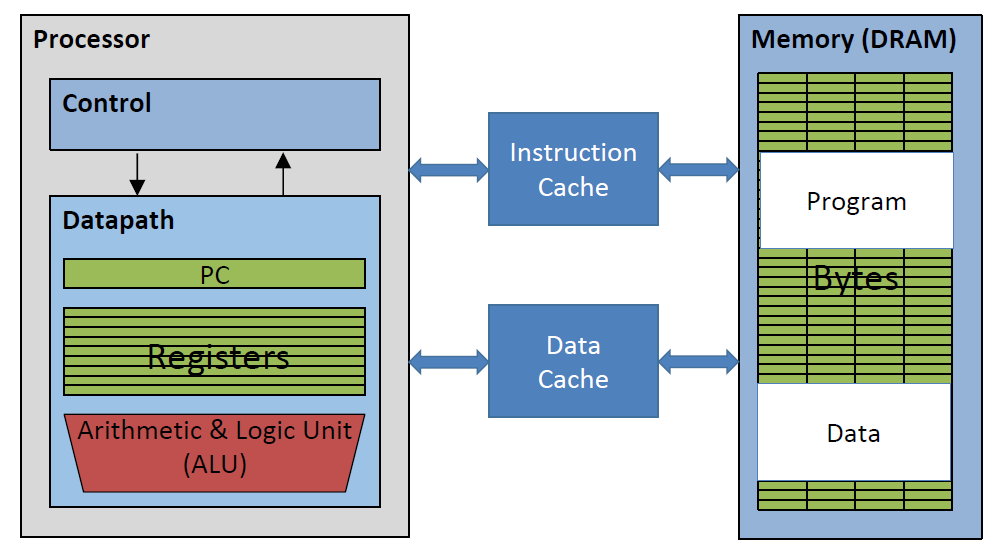 Processor
Control
Datapath
PC
Registers
Arithmetic & Logic Unit
(ALU)
Instruction
Cache
Data
Cache
Memory (DRAM)
Program
Bytes
Data